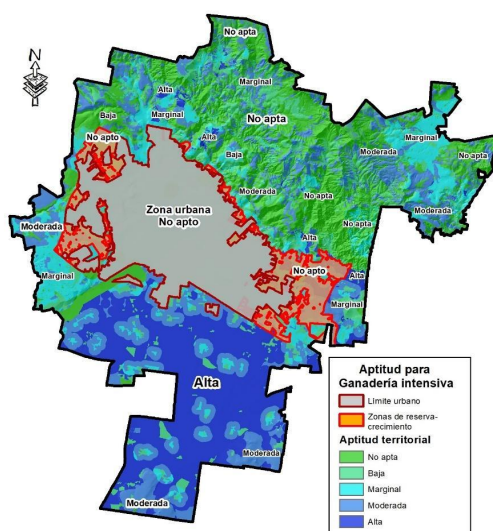 N
No apta
Alta
Marginal
Marginal
Baja
No apta
No apto
Alta
Marginal
Baja
Moderada
No apta
Moderada
Zona urbana
No apto
No apta
Moderada
Moderada
No apta
Alta
No apto
Alta
Marginal
Marginal
Alta
Moderada
Moderada
Aptitud para
Ganadería intensiva
Límite urbano
Zonas de reserva-
crecimiento
Aptitud territorial
No apta
Baja
Marginal
Moderada
Alta